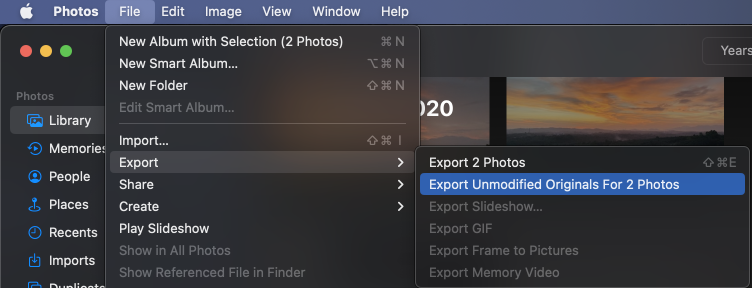 Photos File Edit Image View Window Help
Years
Photos
Library
Memories
People
Places
Recents
Imports
New Album with Selection (2 Photos) ⌘ N
New Smart Album... ⌥⌘ N
New Folder ⇧⌘ N
Edit Smart Album...
Import... ⇧⌘ I
Export >
Share >
Create >
Play Slideshow
Show in All Photos
Show Referenced File in Finder
020
Export 2 Photos ⇧⌘E
Export Unmodified Originals For 2 Photos
Export Slideshow...
Export GIF
Export Frame to Pictures
Export Memory Video